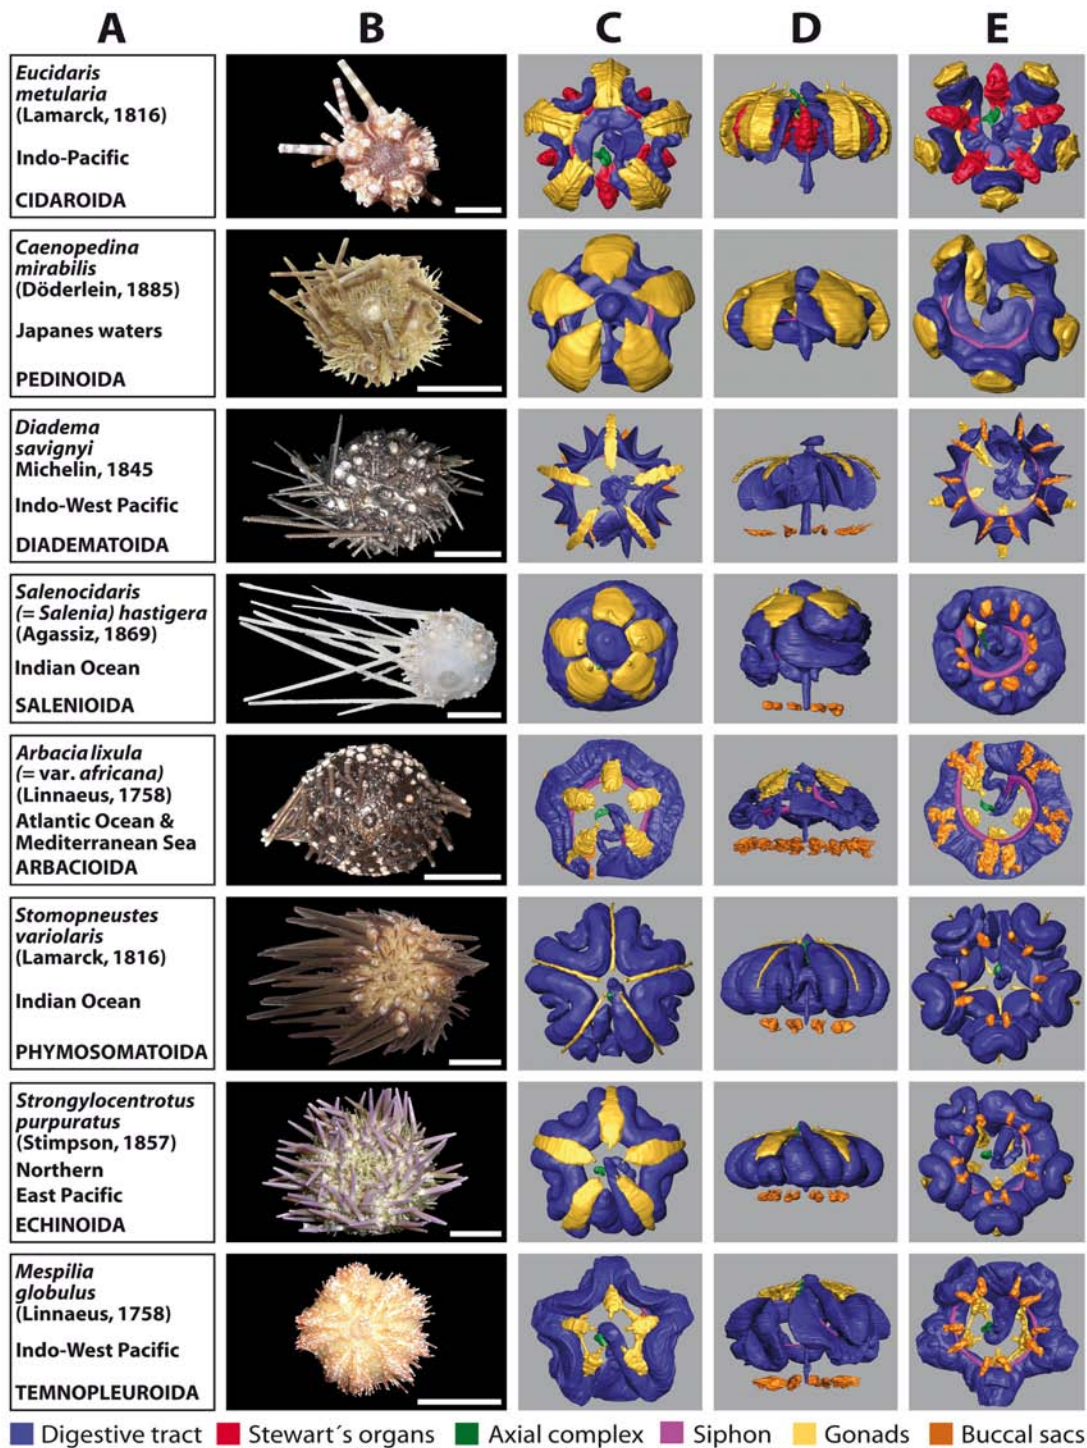 A B C D E
Eucidaris
metularia
(Lamarck, 1816)
Indo-Pacific
CIDAROIDA
Caenopedina
mirabilis
(Döderlein, 1885)
Japanes waters
PEDINOIDA
Diadema
savignyi
Michelin, 1845
Indo-West Pacific
DIADEMATOIDA
Salenocidaris
(= Salenia) hastigera
(Agassiz, 1869)
Indian Ocean
SALENIOIDA
Arbacia lixula
(= var. africana)
(Linnaeus, 1758)
Atlantic Ocean &
Mediterranean Sea
ARBACIOIDA
Stomopneustes
variolaris
(Lamarck, 1816)
Indian Ocean
PHYMOSOMATOIDA
Strongylocentrotus
purpuratus
(Stimpson, 1857)
Northern
East Pacific
ECHINOIDA
Mespilia
globulus
(Linnaeus, 1758)
Indo-West Pacific
TEMNOPLEUROIDA
Digestive tract Stewart´s organs Axial complex Siphon Gonads Buccal sacs